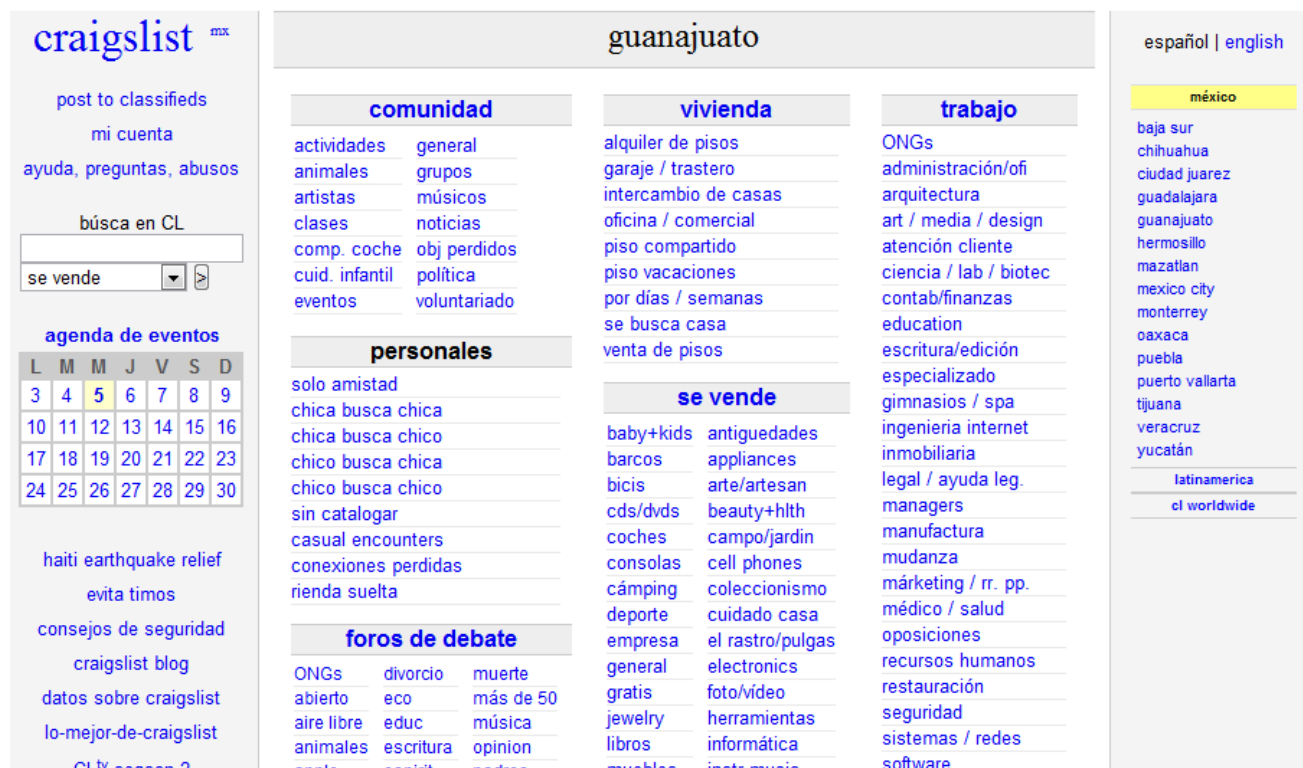 craigslist mx
post to classifieds
mi cuenta
ayuda, preguntas, abusos
búsca en CL
se vende
>
agenda de eventos
L M M J V S D
3 4 5 6 7 8 9
10 11 12 13 14 15 16
17 18 19 20 21 22 23
24 25 26 27 28 29 30
haiti earthquake relief
evita timos
consejos de seguridad
craigslist blog
datos sobre craigslist
lo-mejor-de-craigslist
guanajuato
comunidad
actividades general
animales grupos
artistas músicos
clases noticias
comp. coche obj perdidos
cuid. infantil política
eventos voluntariado
personales
solo amistad
chica busca chica
chica busca chico
chico busca chica
chico busca chico
sin catalogar
casual encounters
conexiones perdidas
rienda suelta
foros de debate
ONGs divorcio muerte
abierto eco más de 50
aire libre educ música
animales escritura opinion
vivienda
alquiler de pisos
garaje / trastero
intercambio de casas
oficina / comercial
piso compartido
piso vacaciones
por días / semanas
se busca casa
venta de pisos
se vende
baby+kids antiguedades
barcos appliances
bicis arte/artesan
cds/dvds beauty+hlth
coches campo/jardin
consolas cell phones
cámping coleccionismo
deporte cuidado casa
empresa el rastro/pulgas
general electronics
gratis foto/vídeo
jewelry herramientas
libros informática
trabajo
ONGs
administración/ofi
arquitectura
art / media / design
atención cliente
ciencia / lab / biotec
contab/finanzas
education
escritura/edición
especializado
gimnasios / spa
ingenieria internet
inmobiliaria
legal / ayuda leg.
managers
manufactura
mudanza
márketing / rr. pp.
médico / salud
oposiciones
recursos humanos
restauración
seguridad
sistemas / redes
software
español | english
méxico
baja sur
chihuahua
ciudad juarez
guadalajara
guanajuato
hermosillo
mazatlan
mexico city
monterrey
oaxaca
puebla
puerto vallarta
tijuana
veracruz
yucatán
latinamerica
cl worldwide